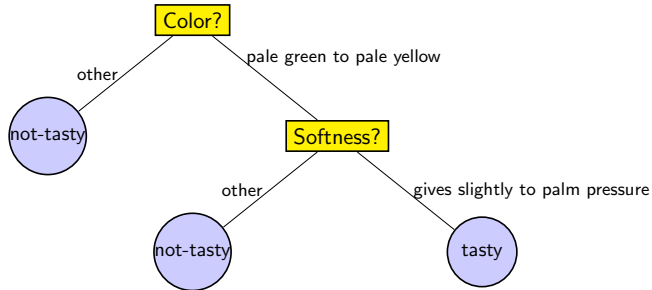 Color?
other
pale green to pale yellow
not-tasty
Softness?
other
gives slightly to palm pressure
not-tasty
tasty